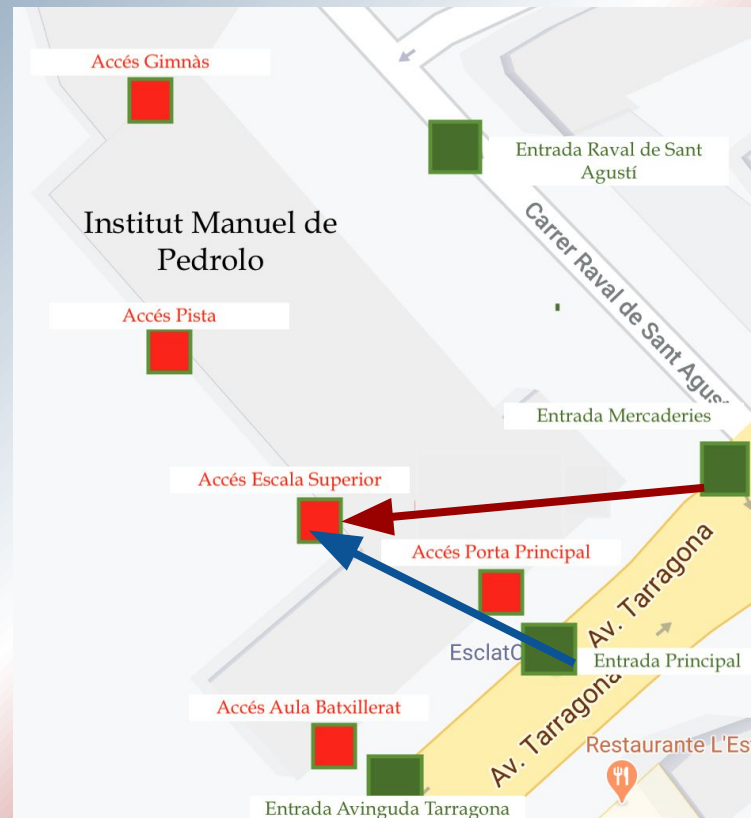 Accés Gimnàs
Entrada Raval de Sant
Agustí
Institut Manuel de
Pedrolo
Carrer Raval de Sant Agus
Accés Pista
Entrada Mercaderies
Accés Escala Superior
Accés Porta Principal
Av. Tarragona
EsclatO
Entrada Principal
Accés Aula Batxillerat
Av. Tarragona
Restaurante L'Es
Entrada Avinguda Tarragona